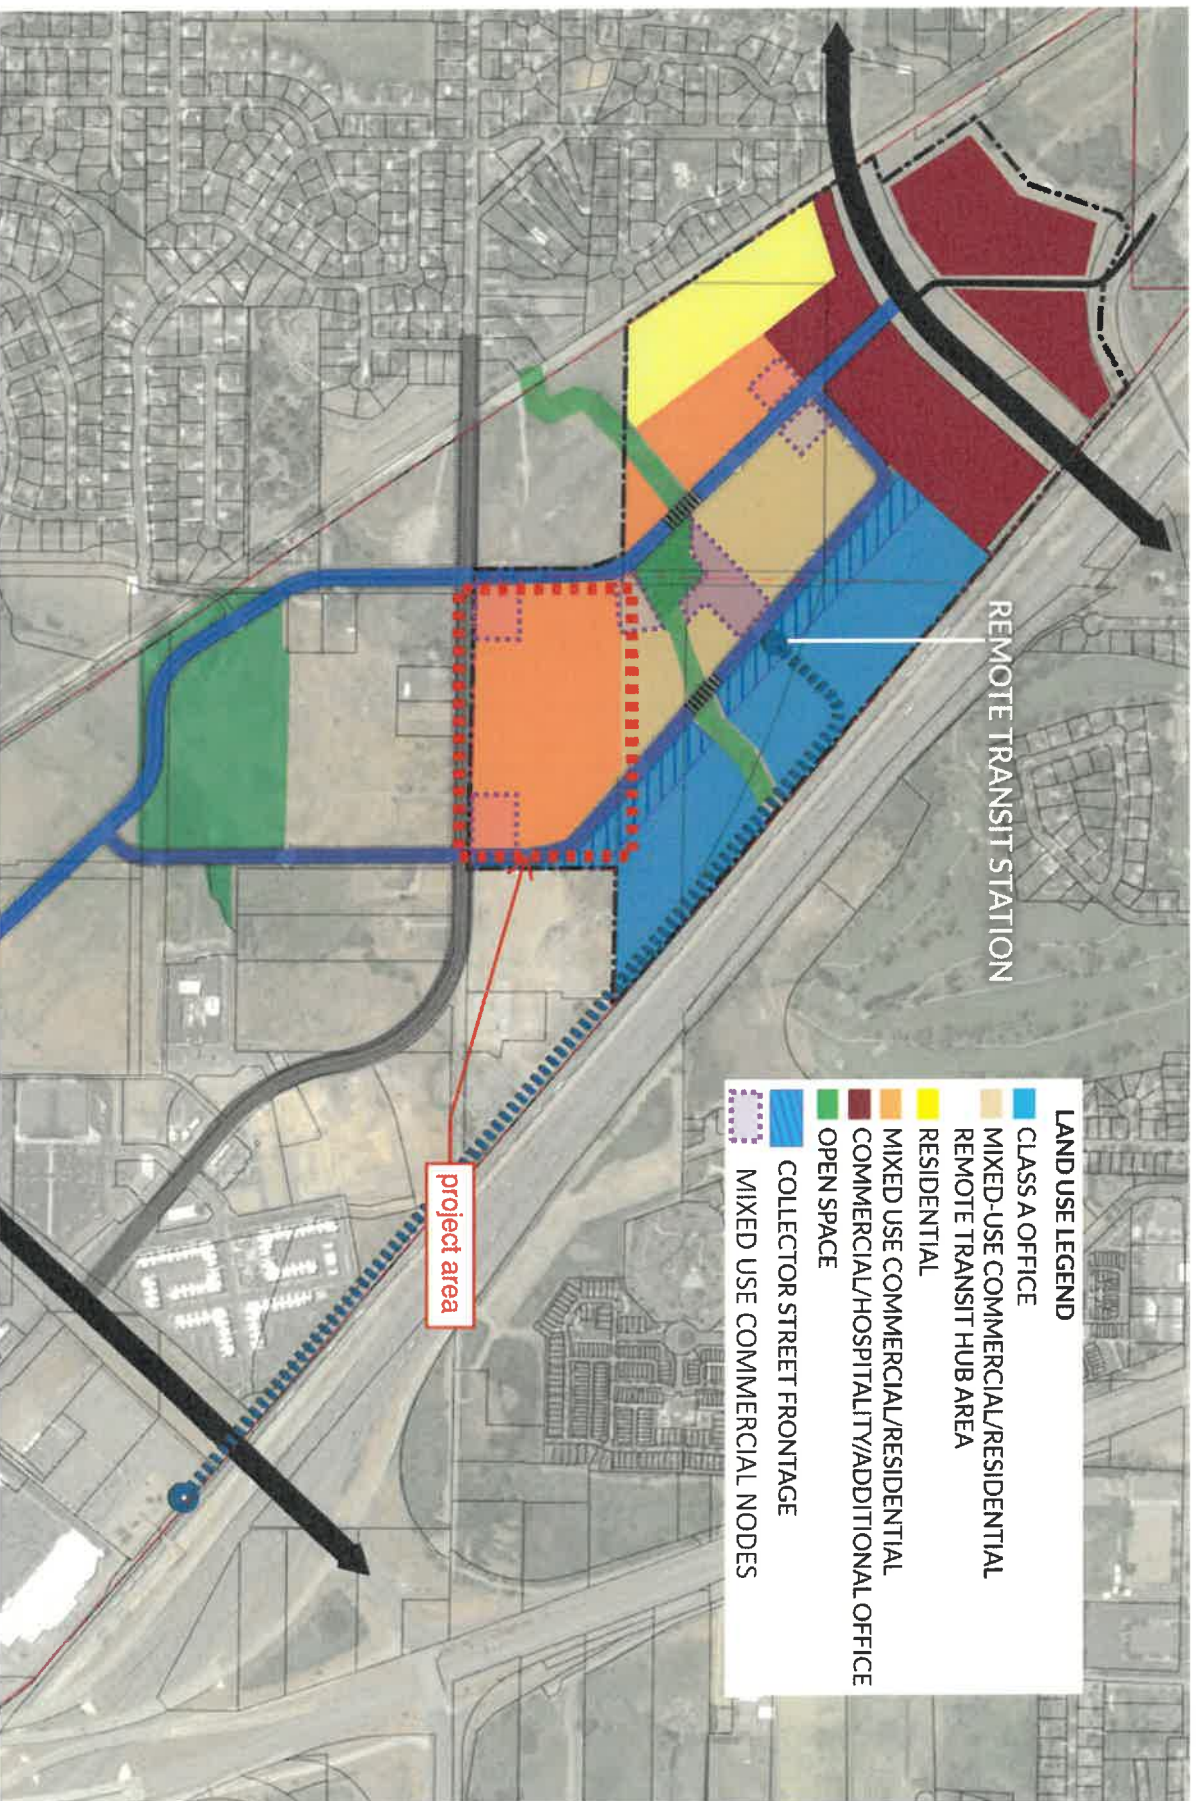 REMOTE TRANSIT STATION
LAND USE LEGEND
CLASS A OFFICE
MIXED-USE COMMERCIAL/RESIDENTIAL
REMOTE TRANSIT HUB AREA
RESIDENTIAL
MIXED USE COMMERCIAL/RESIDENTIAL
COMMERCIAL/HOSPITALITY/ADDITIONAL OFFICE
OPEN SPACE
COLLECTOR STREET FRONTAGE
MIXED USE COMMERCIAL NODES
project area